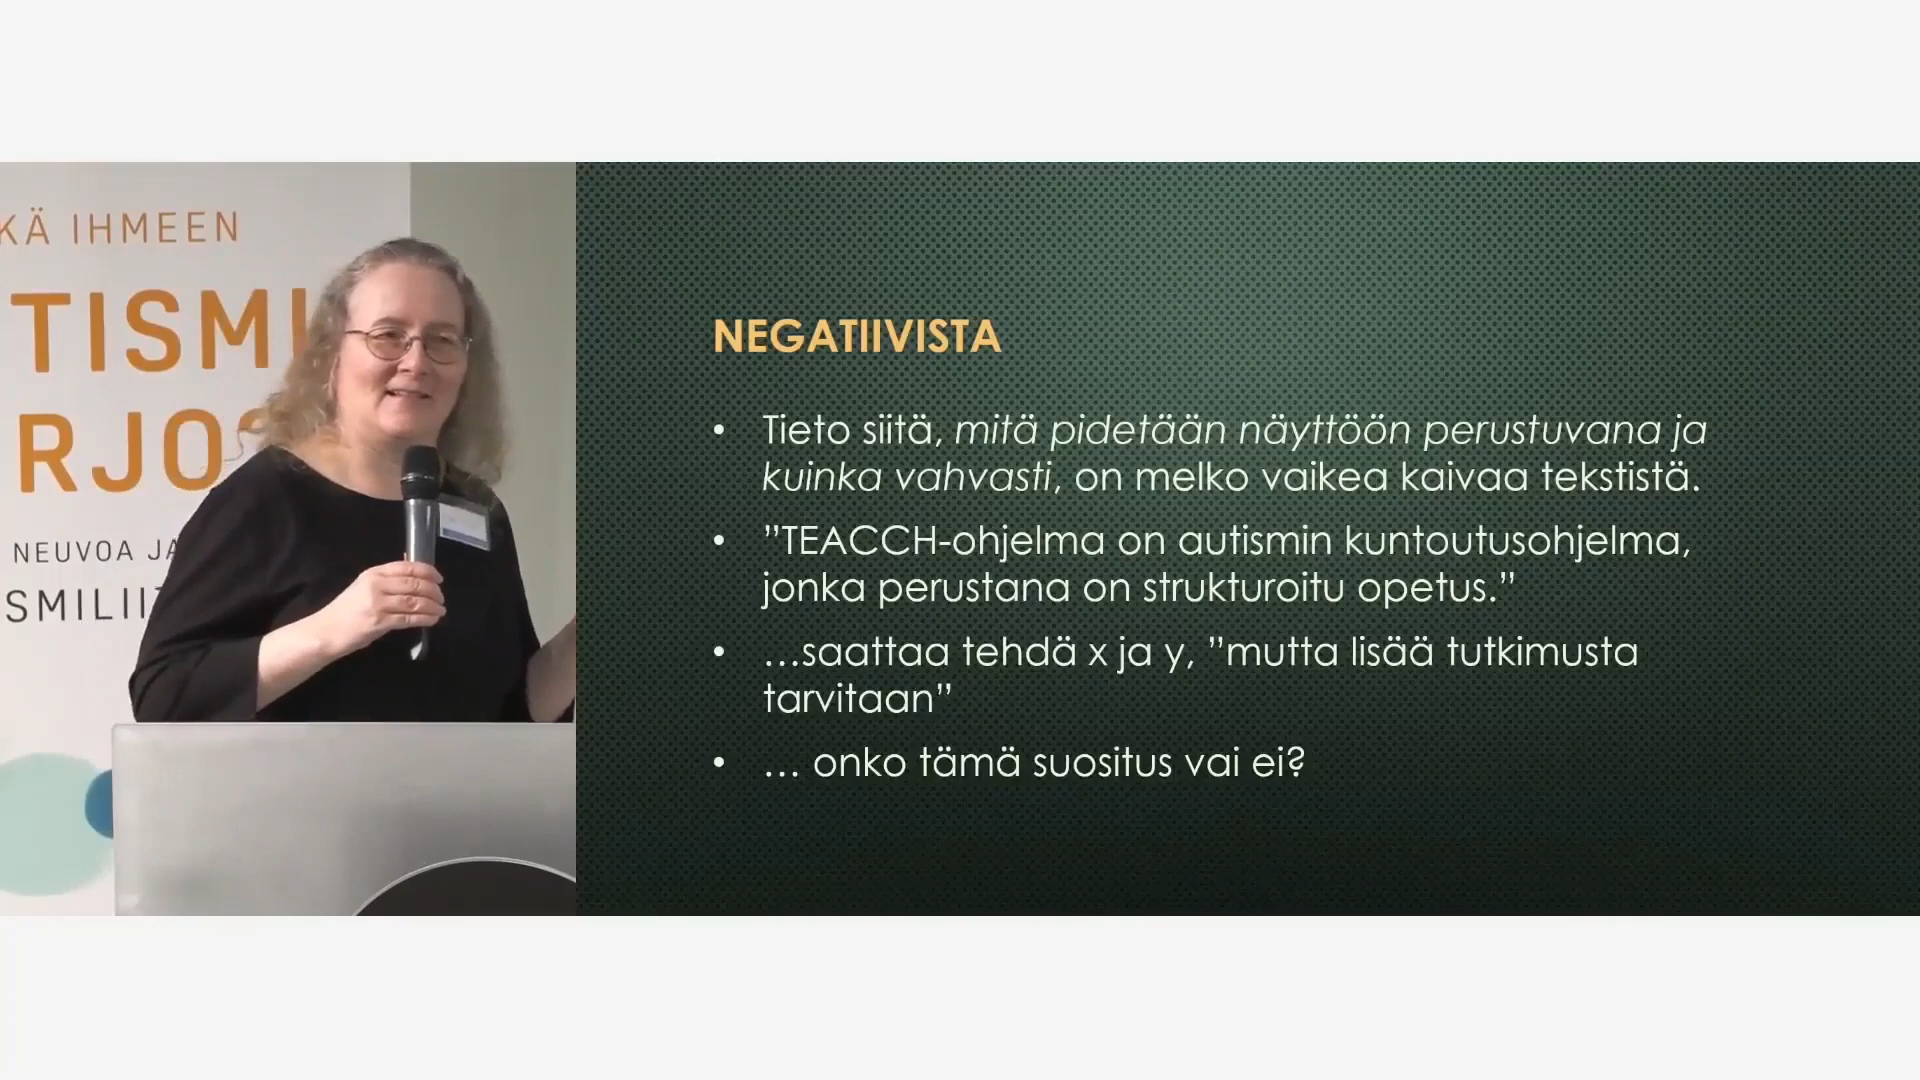 KÄ IHMEEN
TISMI
RJO
NEUVOA JA
SMILIIT
NEGATIIVISTA
• Tieto siitä, mitä pidetään näyttöön perustuvana ja
kuinka vahvasti, on melko vaikea kaivaa tekstistä.
• ”TEACCH-ohjelma on autismin kuntoutusohjelma,
jonka perustana on strukturoitu opetus.”
• …saattaa tehdä x ja y, ”mutta lisää tutkimusta
tarvitaan”
• … onko tämä suositus vai ei?